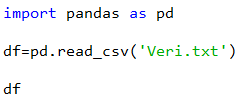 import pandas as pd
df=pd.read_csv('Veri.txt')
df